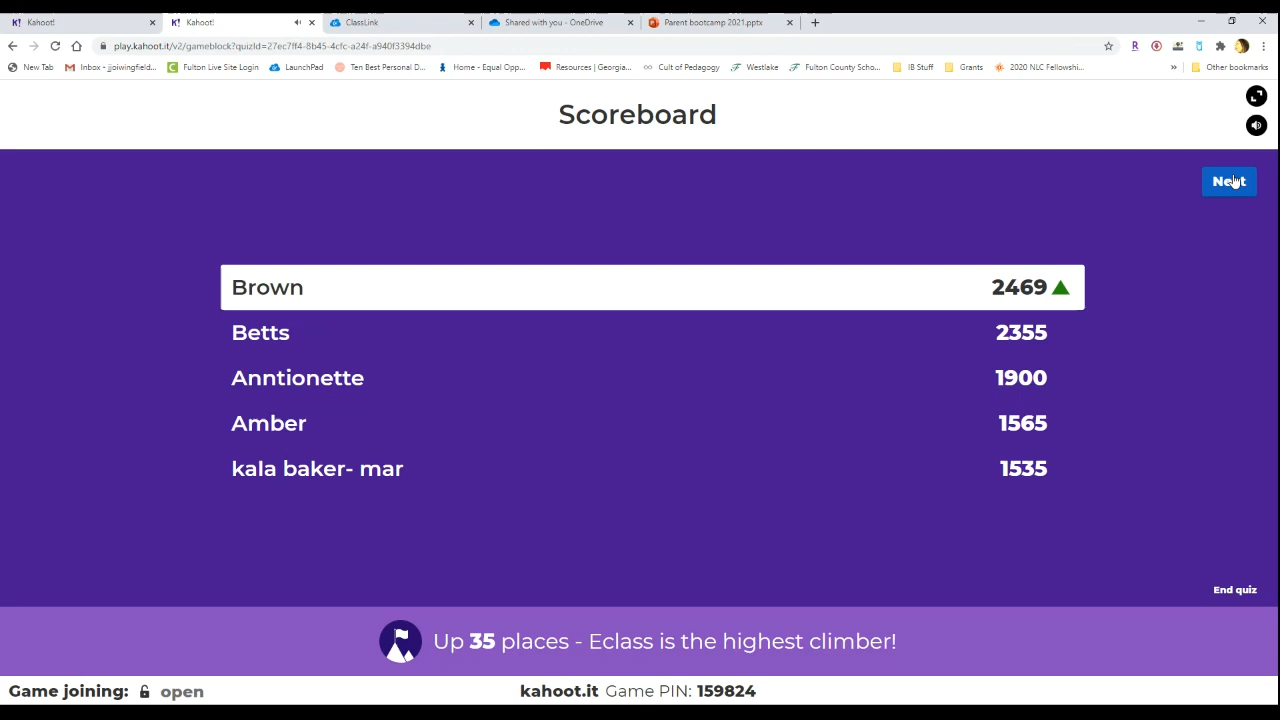 Kahoot!
Kahoot!
ClassLink
Shared with you - OneDrive
Parent bootcamp 2021.pptx
play.kahoot.it/v2/gameblock?quizId=27ec7ff4-8b45-4cfc-a24f-a940f3394dbe
New Tab
Inbox - jjoiwingfield...
Fulton Live Site Login
LaunchPad
Ten Best Personal D...
Home - Equal Opp...
Resources | Georgia...
Cult of Pedagogy
Westlake
Fulton County Scho...
IB Stuff
Grants
2020 NLC Fellowshi...
»
Other bookmarks
Scoreboard
Next
Brown 2469
Betts 2355
Anntionette 1900
Amber 1565
kala baker- mar 1535
End quiz
Up 35 places - Eclass is the highest climber!
Game joining: open
kahoot.it Game PIN: 159824